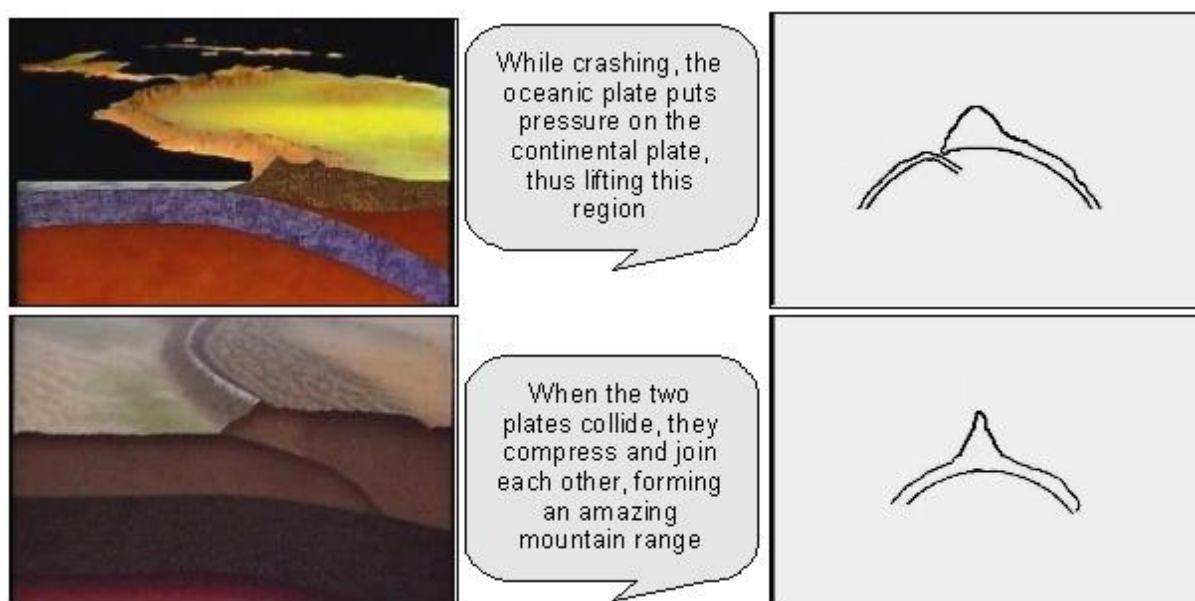 While crashing, the
oceanic plate puts
pressure on the
continental plate,
thus lifting this
region
When the two
plates collide, they
compress and join
each other, forming
an amazing
mountain range